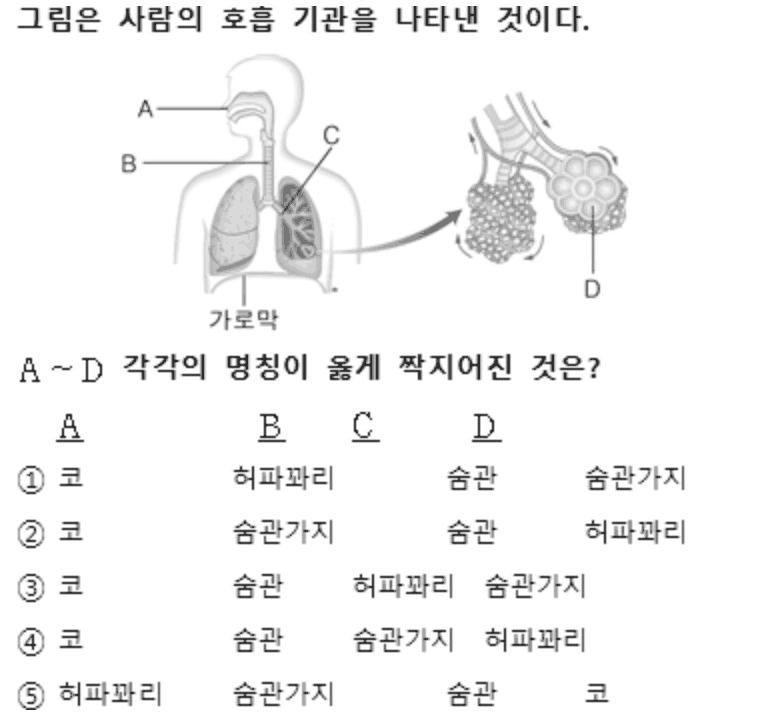 그림은 사람의 호흡 기관을 나타낸 것이다.
A
B
C
D
가로막
A ~ D 각각의 명칭이 옳게 짝지어진 것은?
A B C D
① 코 허파꽈리 숨관 숨관가지
② 코 숨관가지 숨관 허파꽈리
③ 코 숨관 허파꽈리 숨관가지
④ 코 숨관 숨관가지 허파꽈리
⑤ 허파꽈리 숨관가지 숨관 코